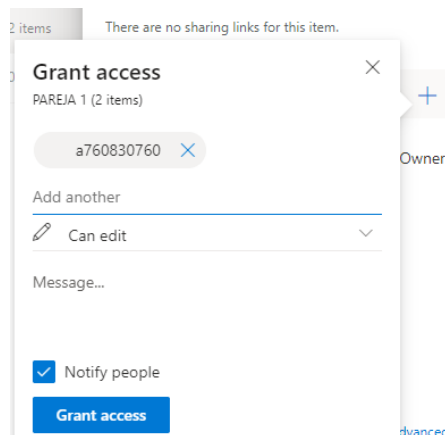 2 items
There are no sharing links for this item.
Grant access
PAREJA 1 (2 items)
a760830760
Owner
Add another
Can edit
Message...
Notify people
Grant access
dvanced